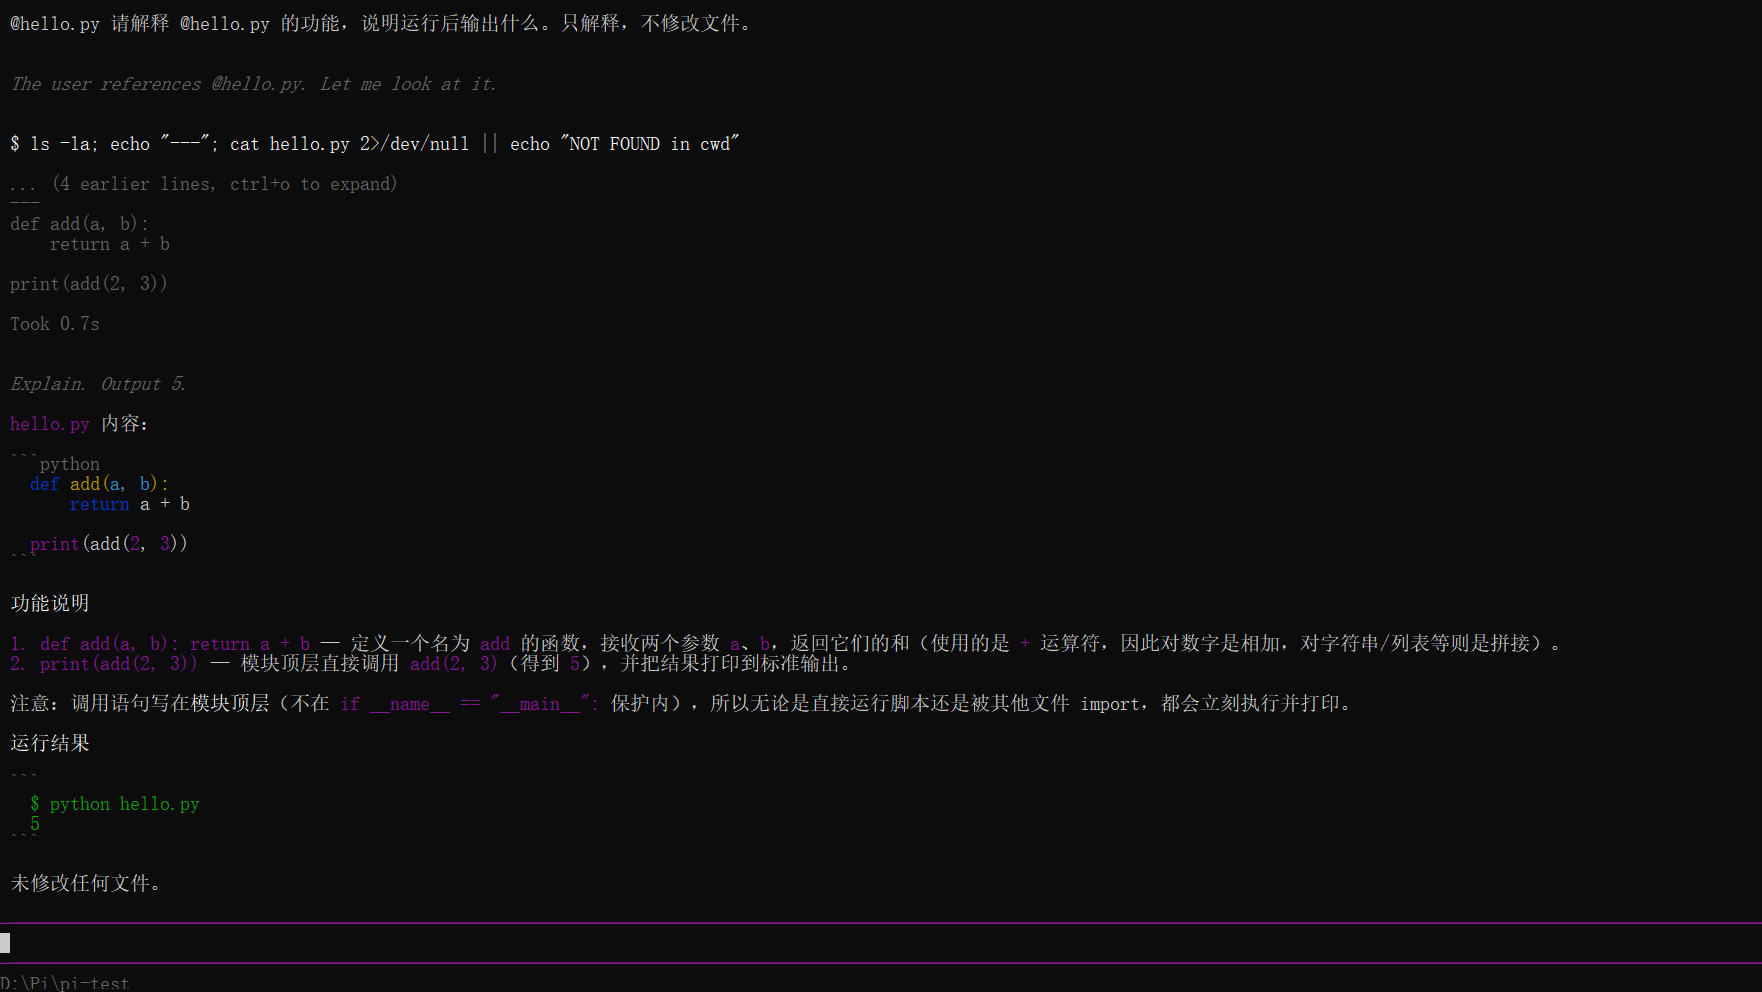 @hello.py 请解释 @hello.py 的功能，说明运行后输出什么。只解释，不修改文件。
The user references @hello.py. Let me look at it.
$ ls -la; echo "---"; cat hello.py 2>/dev/null || echo "NOT FOUND in cwd"
... (4 earlier lines, ctrl+o to expand)
---
def add(a, b):
    return a + b
print(add(2, 3))
Took 0.7s
Explain. Output 5.
hello.py 内容：
```python
  def add(a, b):
      return a + b
  print(add(2, 3))
```
功能说明
1. def add(a, b): return a + b — 定义一个名为 add 的函数，接收两个参数 a、b，返回它们的和（使用的是 + 运算符，因此对数字是相加，对字符串/列表等则是拼接）。
2. print(add(2, 3)) — 模块顶层直接调用 add(2, 3)（得到 5），并把结果打印到标准输出。
注意：调用语句写在模块顶层（不在 if __name__ == "__main__": 保护内），所以无论是直接运行脚本还是被其他文件 import，都会立刻执行并打印。
运行结果
```
  $ python hello.py
  5
```
未修改任何文件。
D:\Pi\pi-test